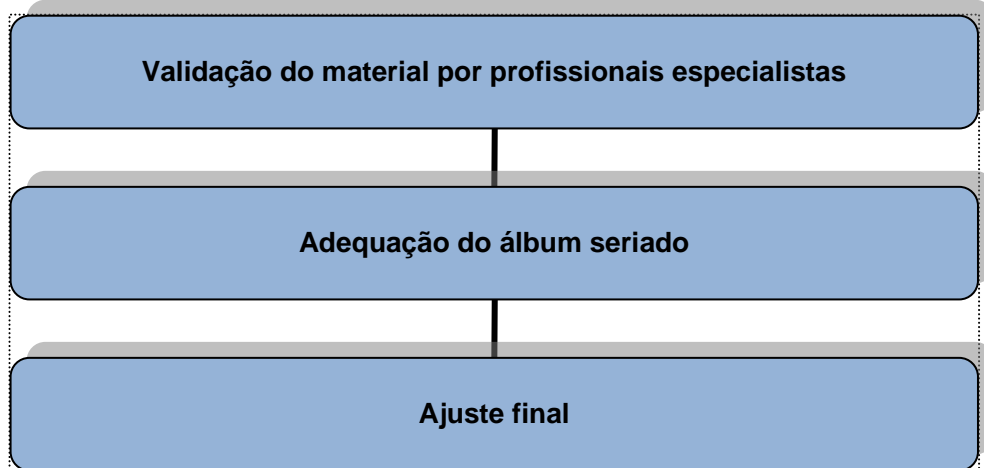 Validação do material por profissionais especialistas
Adequação do álbum seriado
Ajuste final